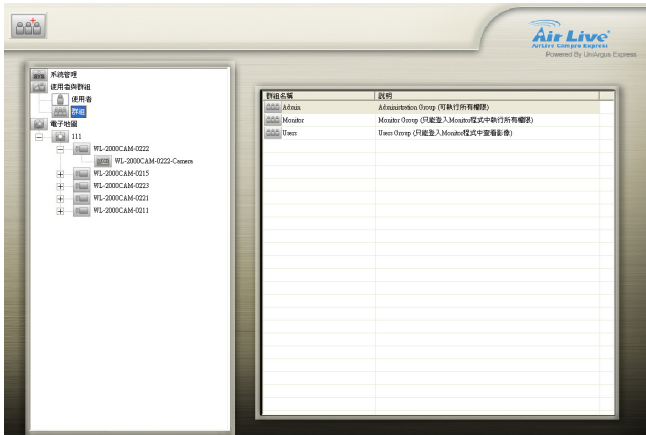 Air Live®
AirLive CamPro Express
Powered By UniArgus Express
系統管理
使用者與群組
使用者
群組
電子地圖
111
WL-2000CAM-0222
WL-2000CAM-0222-Camera
WL-2000CAM-0215
WL-2000CAM-0223
WL-2000CAM-0221
WL-2000CAM-0211
群組名稱 說明
Admin Administration Group (可執行所有權限)
Monitor Monitor Group (只能登入Monitor程式中執行所有權限)
Users Users Group (只能登入Monitor程式中查看影像)